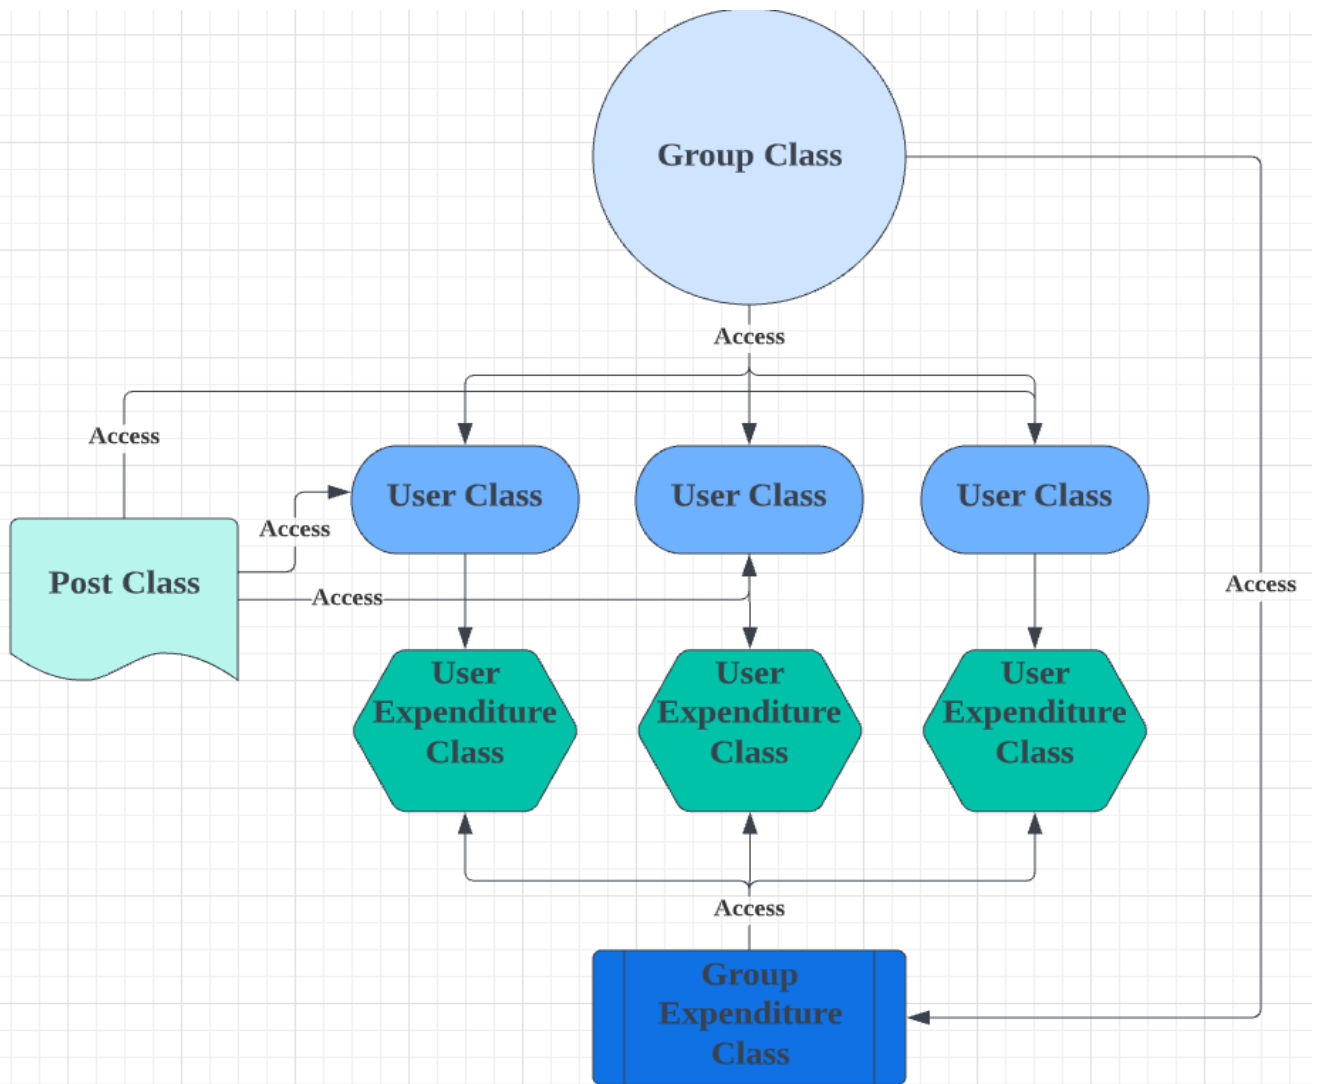 Group Class
Access
Access
User Class
User Class
User Class
Access
Post Class
Access
Access
User
Expenditure
Class
User
Expenditure
Class
User
Expenditure
Class
Access
Group
Expenditure
Class